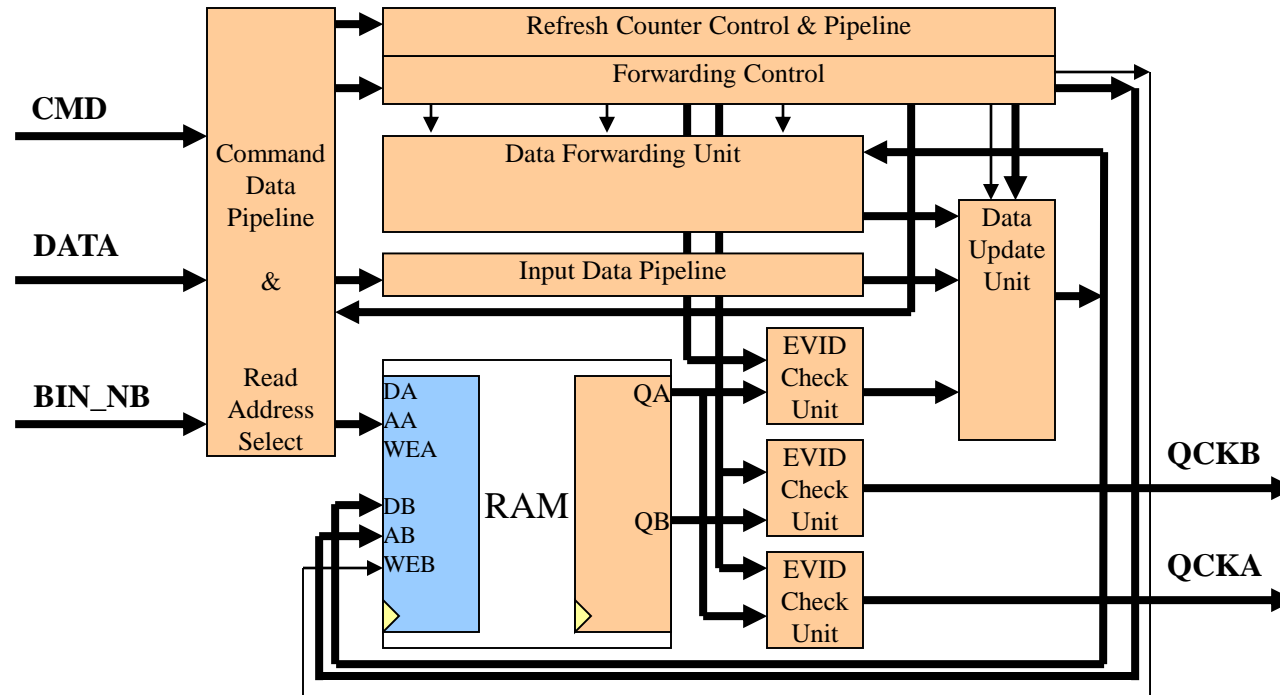 Refresh Counter Control & Pipeline
Forwarding Control
CMD
Command
Data
Pipeline
&
Read
Address
Select
Data Forwarding Unit
DATA
Data
Update
Unit
Input Data Pipeline
BIN_NB
EVID
Check
Unit
DA
AA
WEA
DB
AB
WEB
RAM
QA
QB
EVID
Check
Unit
QCKB
EVID
Check
Unit
QCKA